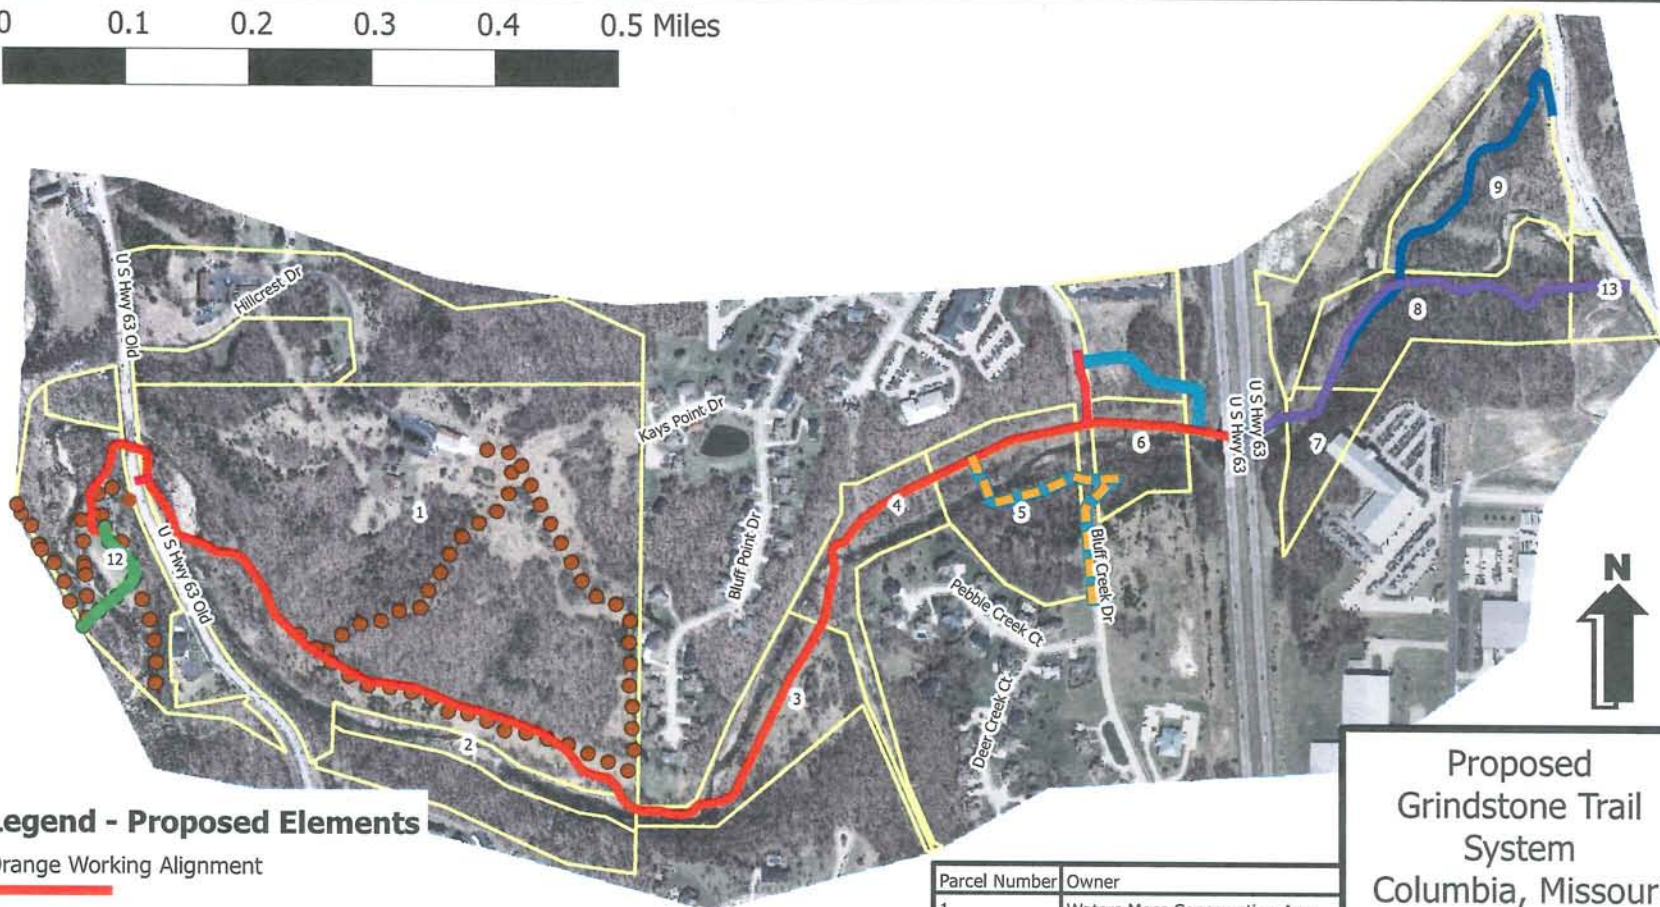 0 0.1 0.2 0.3 0.4 0.5 Miles
9
13
8
U S Hwy 63 Old
Hillcrest Dr
Kays Point Dr
U S Hwy 63
U S Hwy 63
7
6
1
4
5
12
U S Hwy 63 Old
Bluff Point Dr
Bluff Creek Dr
Pebble Creek Ct
N
3
Deer Creek Ct
2
Legend - Proposed Elements
Orange Working Alignment
Proposed
Grindstone Trail
System
Columbia, Missouri
Parcel Number Owner
1